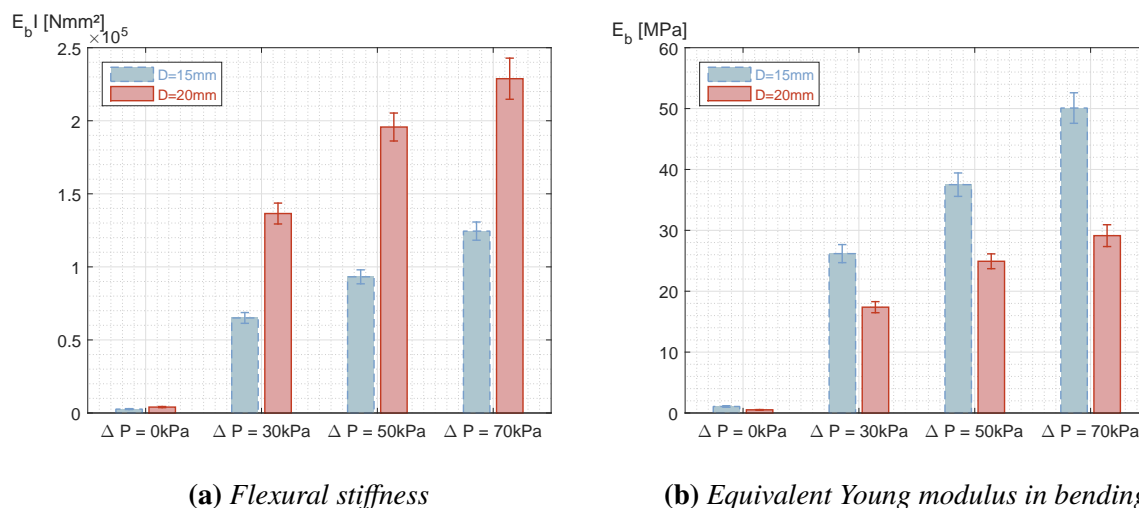 E_b I [Nmm²]
×10⁵
2.5
2
1.5
1
0.5
0
D=15mm
D=20mm
Δ P = 0kPa Δ P = 30kPa Δ P = 50kPa Δ P = 70kPa
(a) Flexural stiffness
E_b [MPa]
60
50
40
30
20
10
0
D=15mm
D=20mm
Δ P = 0kPa Δ P = 30kPa Δ P = 50kPa Δ P = 70kPa
(b) Equivalent Young modulus in bending